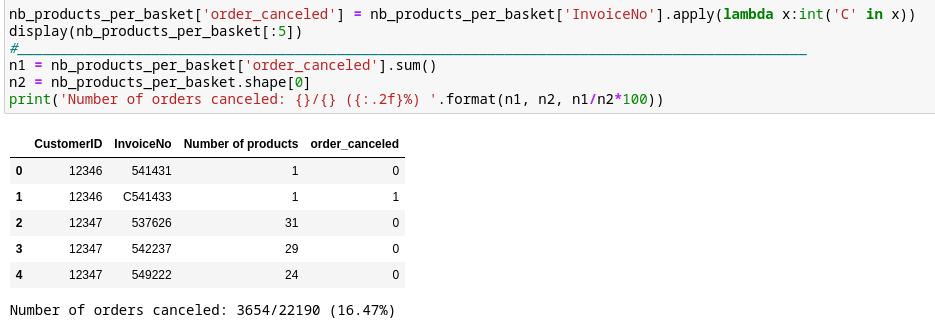 nb_products_per_basket['order_canceled'] = nb_products_per_basket['InvoiceNo'].apply(lambda x:int('C' in x))
display(nb_products_per_basket[:5])
#______________________________________________________________________________________________
n1 = nb_products_per_basket['order_canceled'].sum()
n2 = nb_products_per_basket.shape[0]
print('Number of orders canceled: {}/{} ({:.2f}%) '.format(n1, n2, n1/n2*100))
CustomerID InvoiceNo Number of products order_canceled
0 12346 541431 1 0
1 12346 C541433 1 1
2 12347 537626 31 0
3 12347 542237 29 0
4 12347 549222 24 0
Number of orders canceled: 3654/22190 (16.47%)